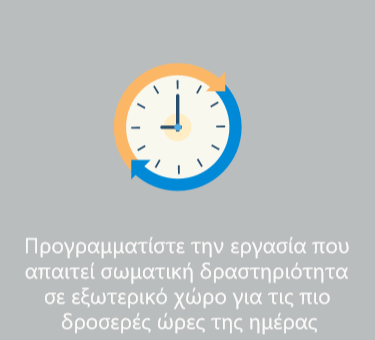 Προγραμματίστε την εργασία που
απαιτεί σωματική δραστηριότητα
σε εξωτερικό χώρο για τις πιο
δροσερές ώρες της ημέρας